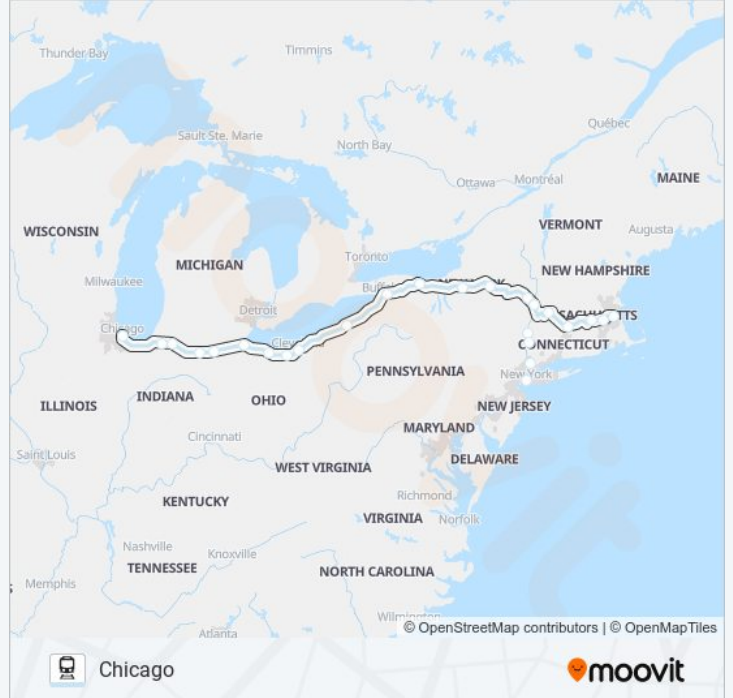 Thunder Bay
Timmins
Québec
Sault Ste. Marie
North Bay
Ottawa
Montréal
MAINE
VERMONT
Augusta
WISCONSIN
MICHIGAN
Toronto
NEW HAMPSHIRE
Milwaukee
Detroit
Chicago
CONNECTICUT
PENNSYLVANIA
New York
INDIANA
OHIO
NEW JERSEY
ILLINOIS
MARYLAND
Cincinnati
DELAWARE
Saint Louis
WEST VIRGINIA
Richmond
KENTUCKY
VIRGINIA
Norfolk
Nashville
Knoxville
TENNESSEE
NORTH CAROLINA
Memphis
Atlanta
© OpenStreetMap contributors | © OpenMapTiles
Chicago
moovit